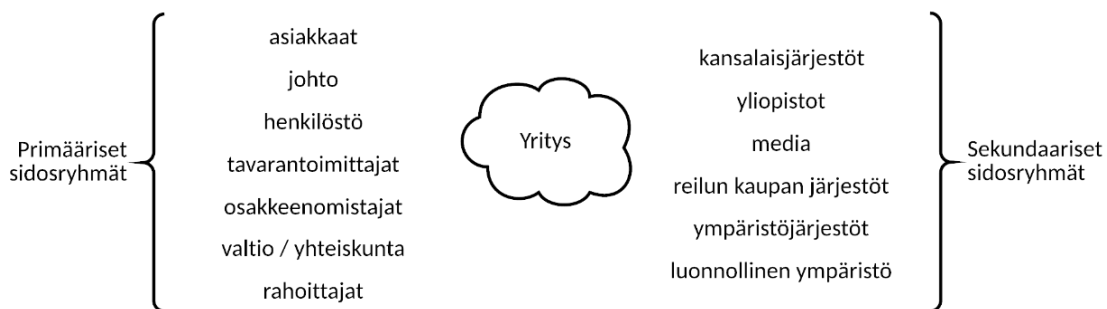 Primääriset
sidosryhmät
asiakkaat
johto
henkilöstö
tavarantoimittajat
osakkeenomistajat
valtio / yhteiskunta
rahoittajat
Yritys
kansalaisjärjestöt
yliopistot
media
reilun kaupan järjestöt
ympäristöjärjestöt
luonnollinen ympäristö
Sekundaariset
sidosryhmät